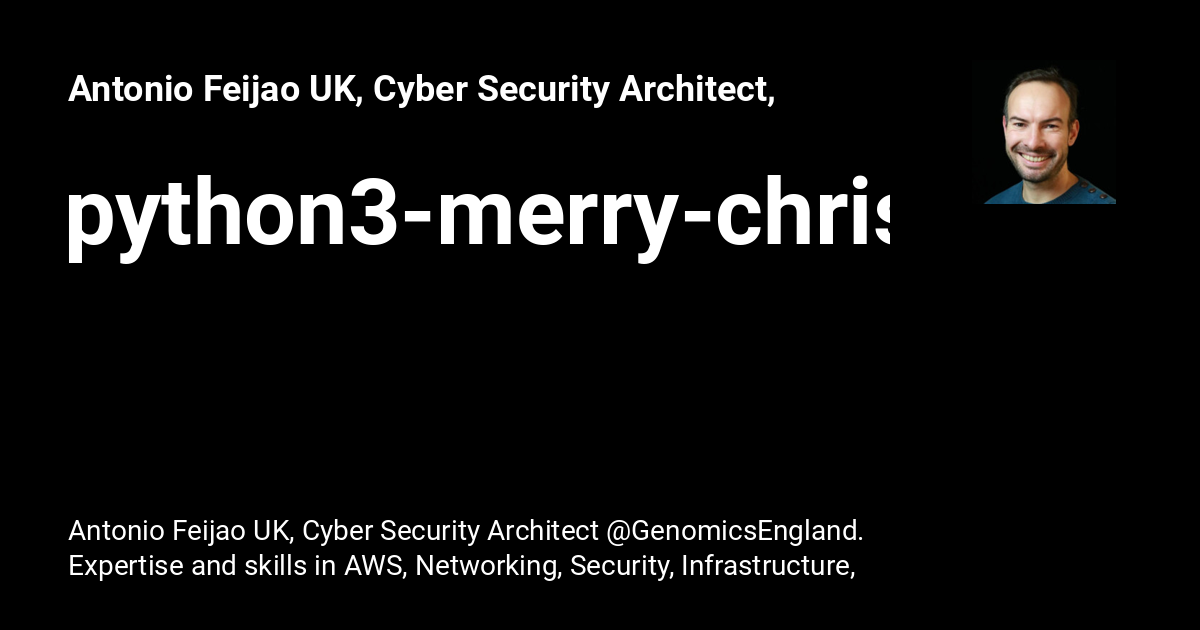 Antonio Feijao UK, Cyber Security Architect,
python3-merry-chris
Antonio Feijao UK, Cyber Security Architect @GenomicsEngland.
Expertise and skills in AWS, Networking, Security, Infrastructure,